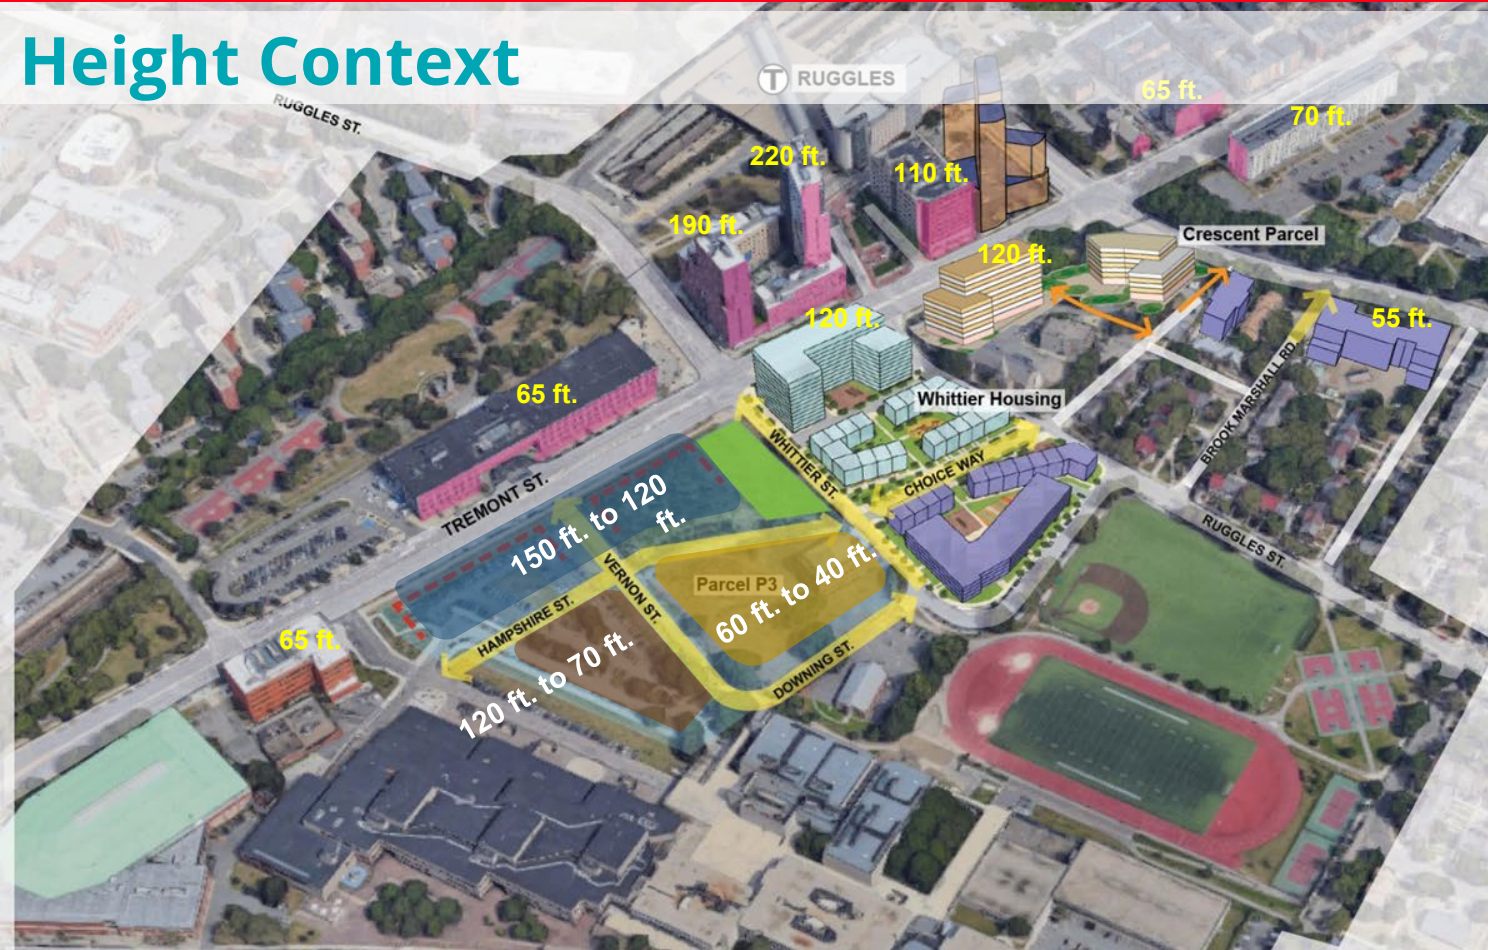 Height Context
T RUGGLES
65 ft.
RUGGLES ST.
70 ft.
220 ft.
110 ft.
190 ft.
Crescent Parcel
120 ft.
120 ft.
55 ft.
65 ft.
Whittier Housing
BROOK MARSHALL RD
WHITTIER ST.
CHOICE WAY
TREMONT ST.
150 ft. to 120
ft.
RUGGLES ST.
VERNON ST.
Parcel P3
60 ft. to 40 ft.
HAMPSHIRE ST.
65 ft.
120 ft. to 70 ft.
DOWNING ST.